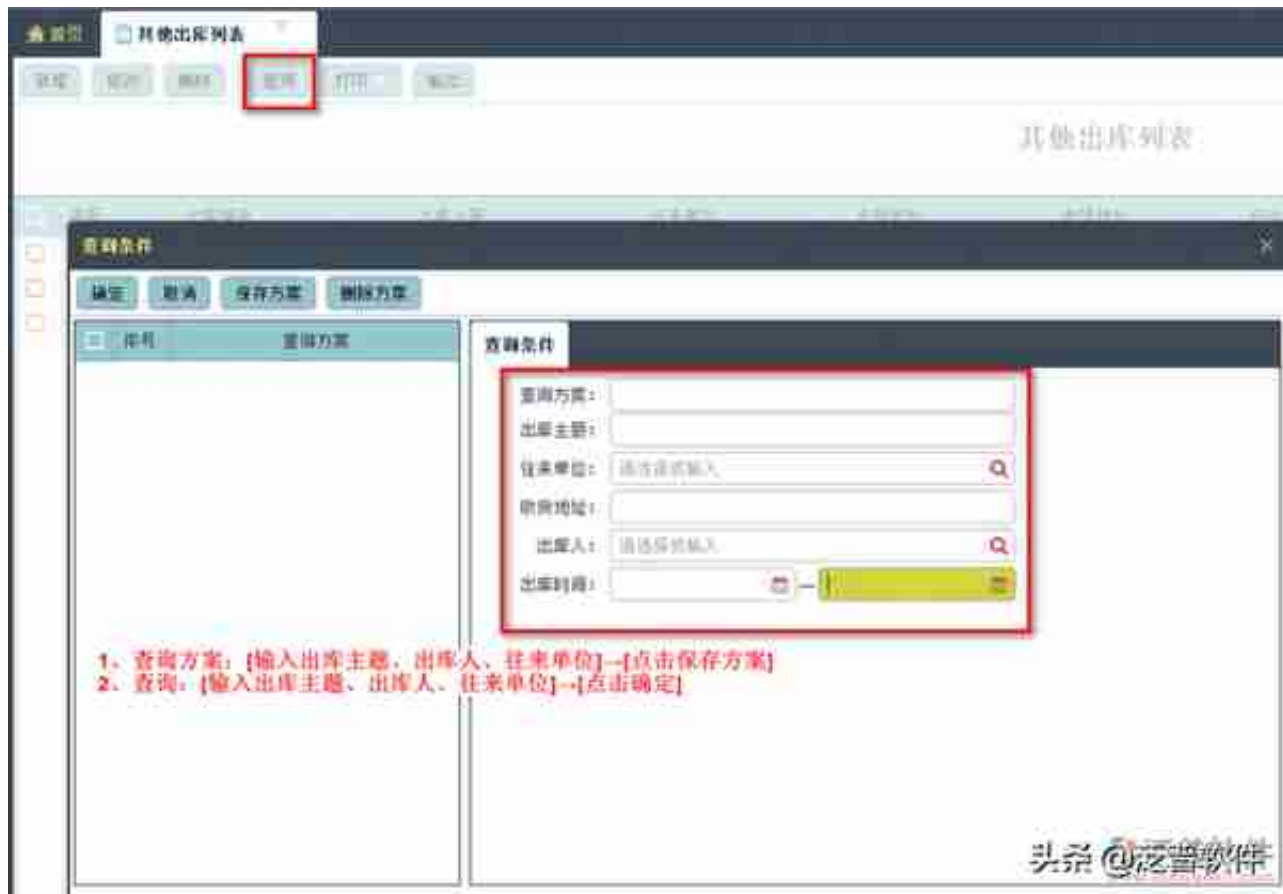 首页 其他出库列表
新增 修改 删除 查询 打印 输出
其他出库列表
查询条件
确定 取消 保存方案 删除方案
序号 查询方案
查询条件
查询方案:
出库主题:
往来单位: 请选择或输入
收货地址:
出库人: 请选择或输入
出库时间: —
1、查询方案:[输入出库主题、出库人、往来单位]→[点击保存方案]
2、查询:[输入出库主题、出库人、往来单位]→[点击确定]
头条 @泛普软件